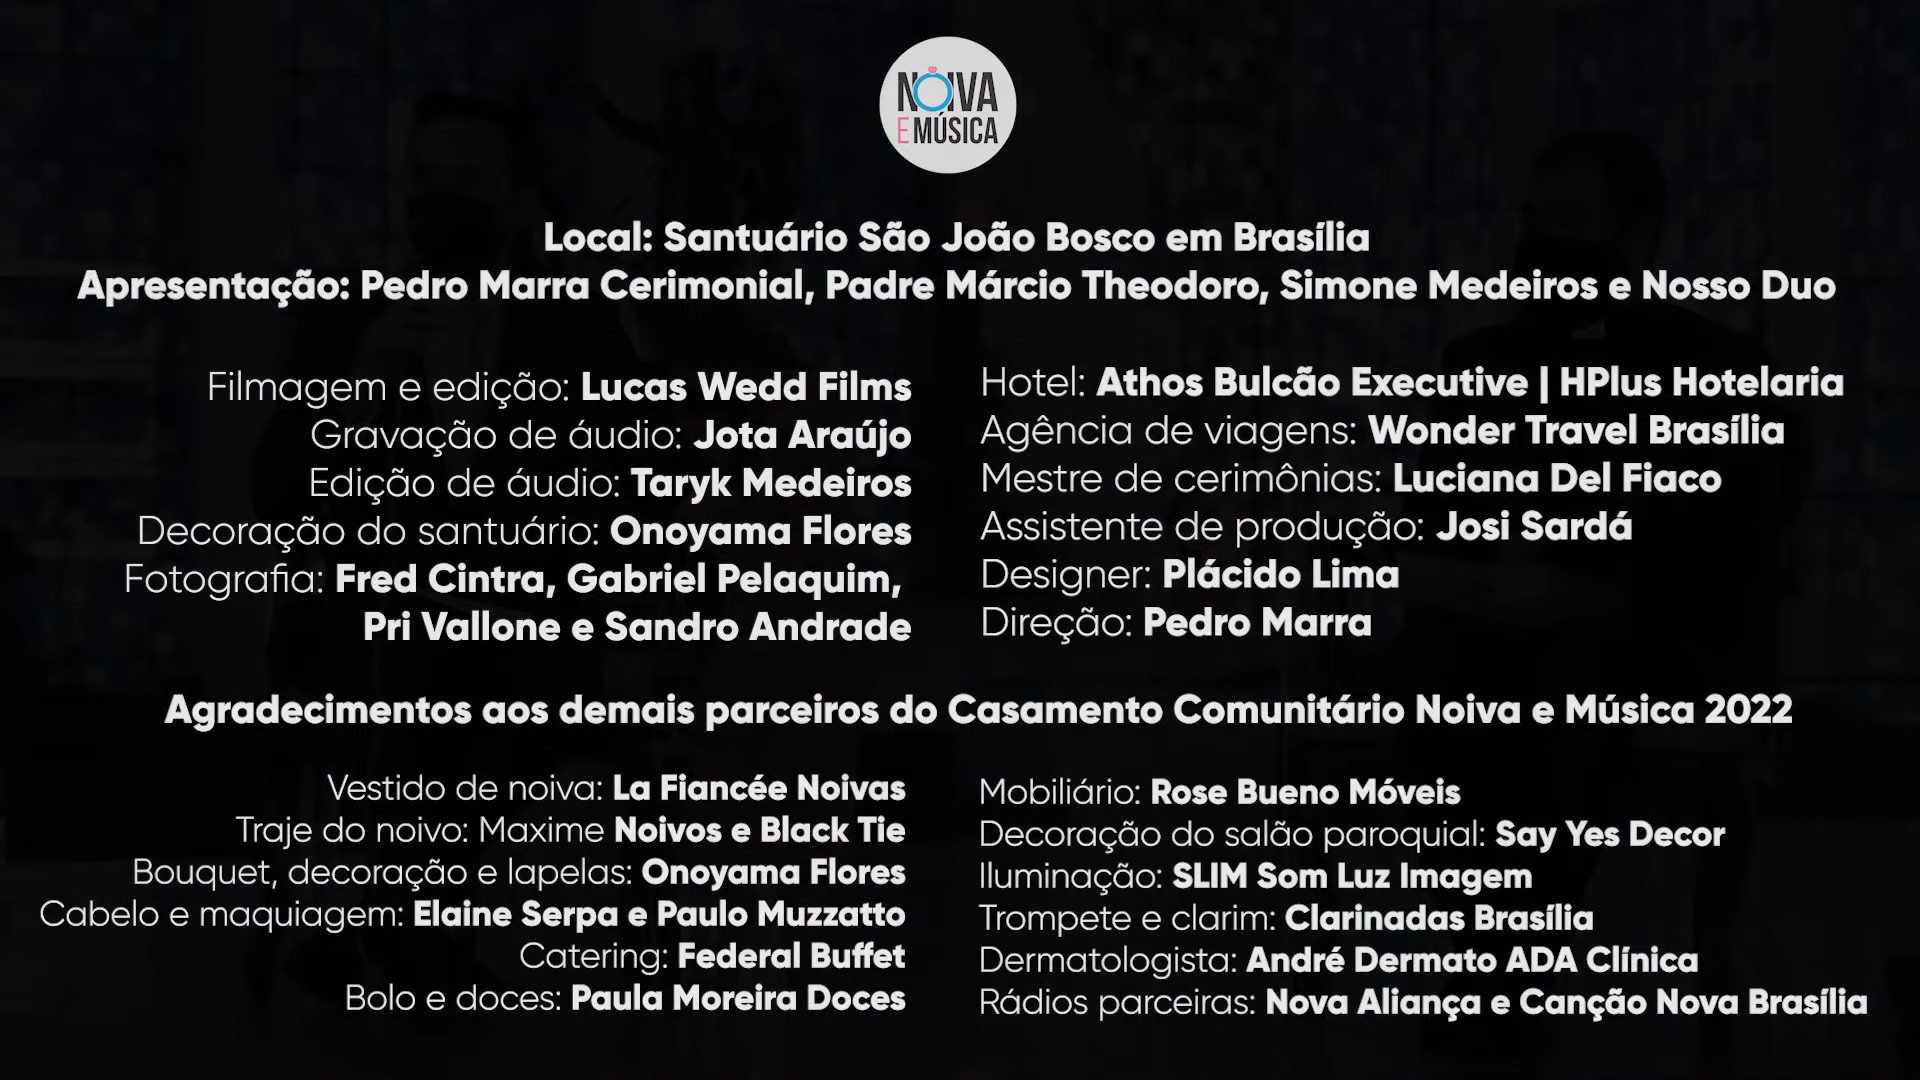 NOIVA
E MÚSICA
Local: Santuário São João Bosco em Brasília
Apresentação: Pedro Marra Cerimonial, Padre Márcio Theodoro, Simone Medeiros e Nosso Duo
Filmagem e edição: Lucas Wedd Films
Gravação de áudio: Jota Araújo
Edição de áudio: Taryk Medeiros
Decoração do santuário: Onoyama Flores
Fotografia: Fred Cintra, Gabriel Pelaquim,
Pri Vallone e Sandro Andrade
Hotel: Athos Bulcão Executive | HPlus Hotelaria
Agência de viagens: Wonder Travel Brasília
Mestre de cerimônias: Luciana Del Fiaco
Assistente de produção: Josi Sardá
Designer: Plácido Lima
Direção: Pedro Marra
Agradecimentos aos demais parceiros do Casamento Comunitário Noiva e Música 2022
Vestido de noiva: La Fiancée Noivas
Traje do noivo: Maxime Noivos e Black Tie
Bouquet, decoração e lapelas: Onoyama Flores
Cabelo e maquiagem: Elaine Serpa e Paulo Muzzatto
Catering: Federal Buffet
Bolo e doces: Paula Moreira Doces
Mobiliário: Rose Bueno Móveis
Decoração do salão paroquial: Say Yes Decor
Iluminação: SLIM Som Luz Imagem
Trompete e clarim: Clarinadas Brasília
Dermatologista: André Dermato ADA Clínica
Rádios parceiras: Nova Aliança e Canção Nova Brasília